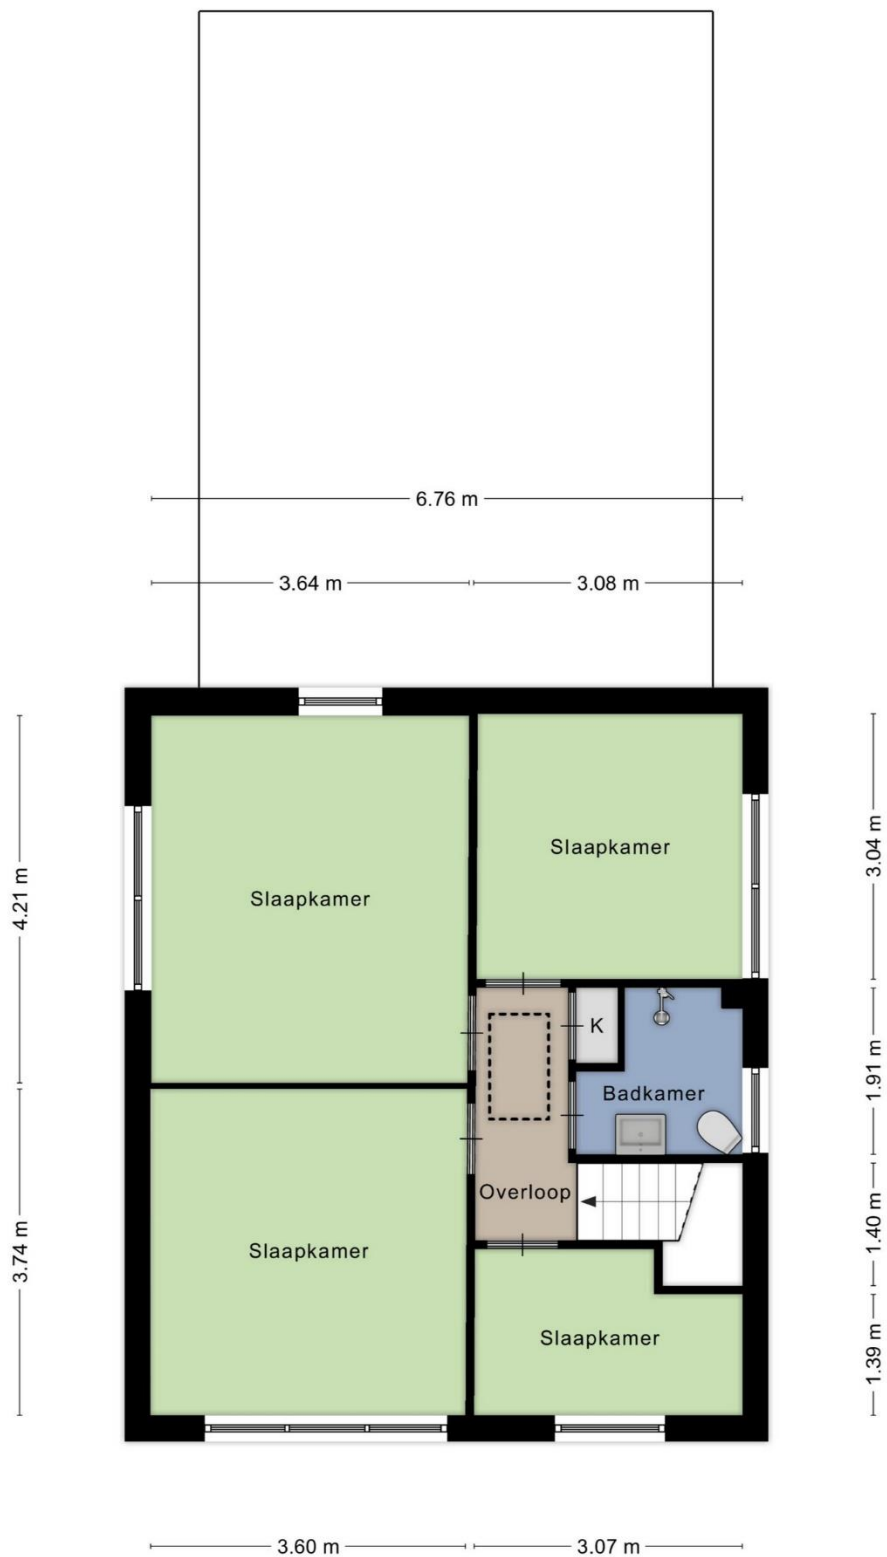 6.76 m
3.64 m
3.08 m
4.21 m
3.04 m
Slaapkamer
Slaapkamer
K
Badkamer
1.91 m
Overloop
1.40 m
3.74 m
Slaapkamer
Slaapkamer
1.39 m
3.60 m
3.07 m